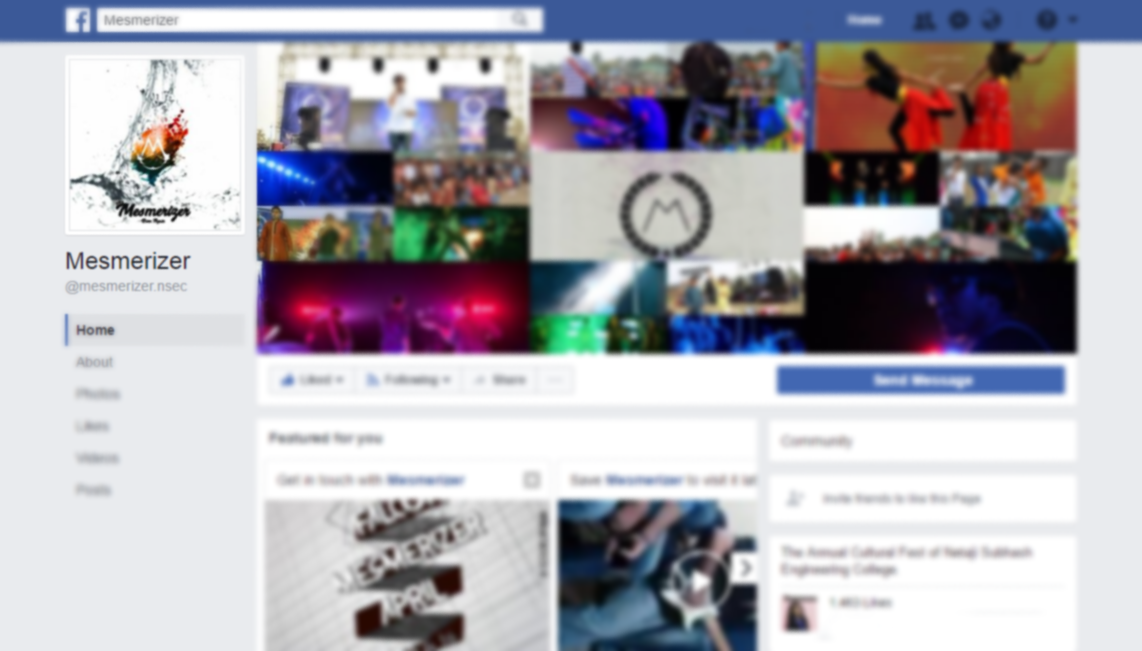 Mesmerizer
Home
Mesmerizer
Mesmerizer
@mesmerizer.nsec
Home
About
Photos
Likes
Videos
Posts
Liked
Following
Share
Send Message
Featured for you
Get in touch with Mesmerizer
Save Mesmerizer to visit it lat
MESMERIZER
APRIL
Community
Invite friends to like this Page
The Annual Cultural Fest of Netaji Subhash
Engineering College.
Likes